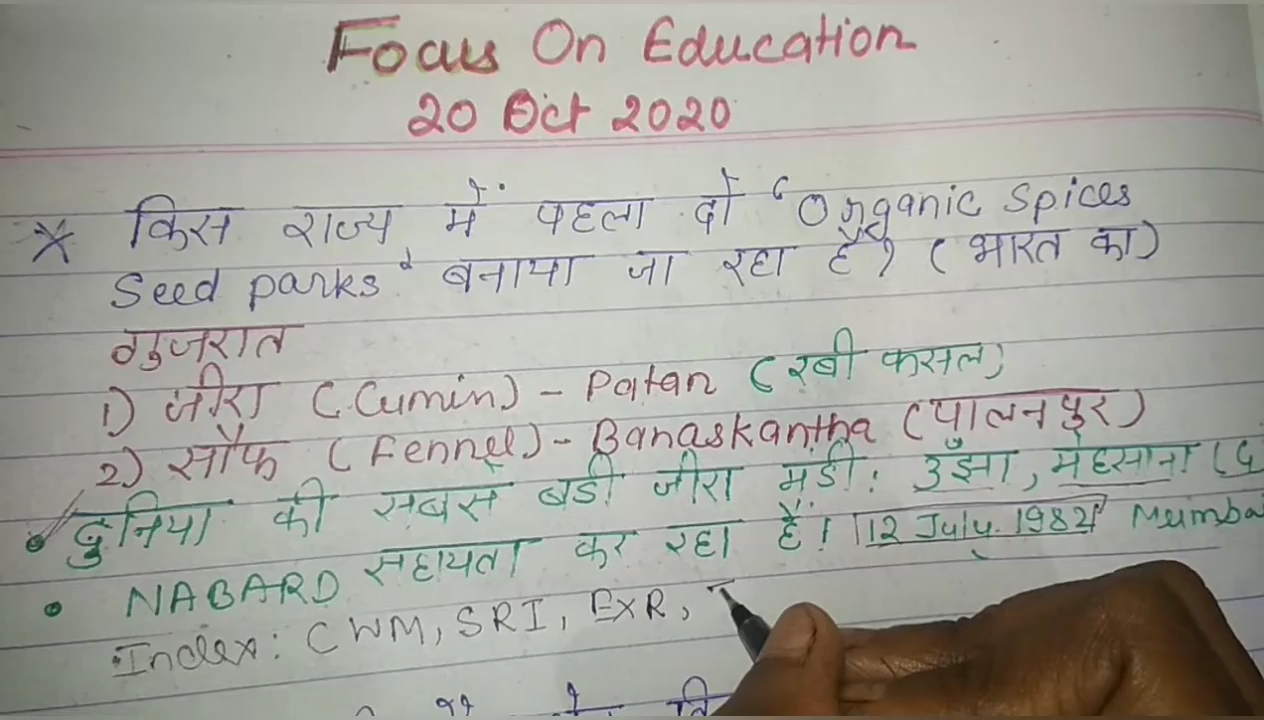 Focus On Education
20 Oct 2020
* किस राज्य में पहला दो "Organic Spices
Seed parks" बनाया जा रहा है? (भारत का)
गुजरात
1) जीरा (Cumin) - Patan (रबी फसल)
2) सौंफ (Fennel) - Banaskantha (पालनपुर)
• दुनिया की सबसे बडी जीरा मंडी: उँझा, मेहसाना (गु
• NABARD सहायता कर रहा है! 12 July 1982 Mumba
Index: CWM, SRI, EXR,